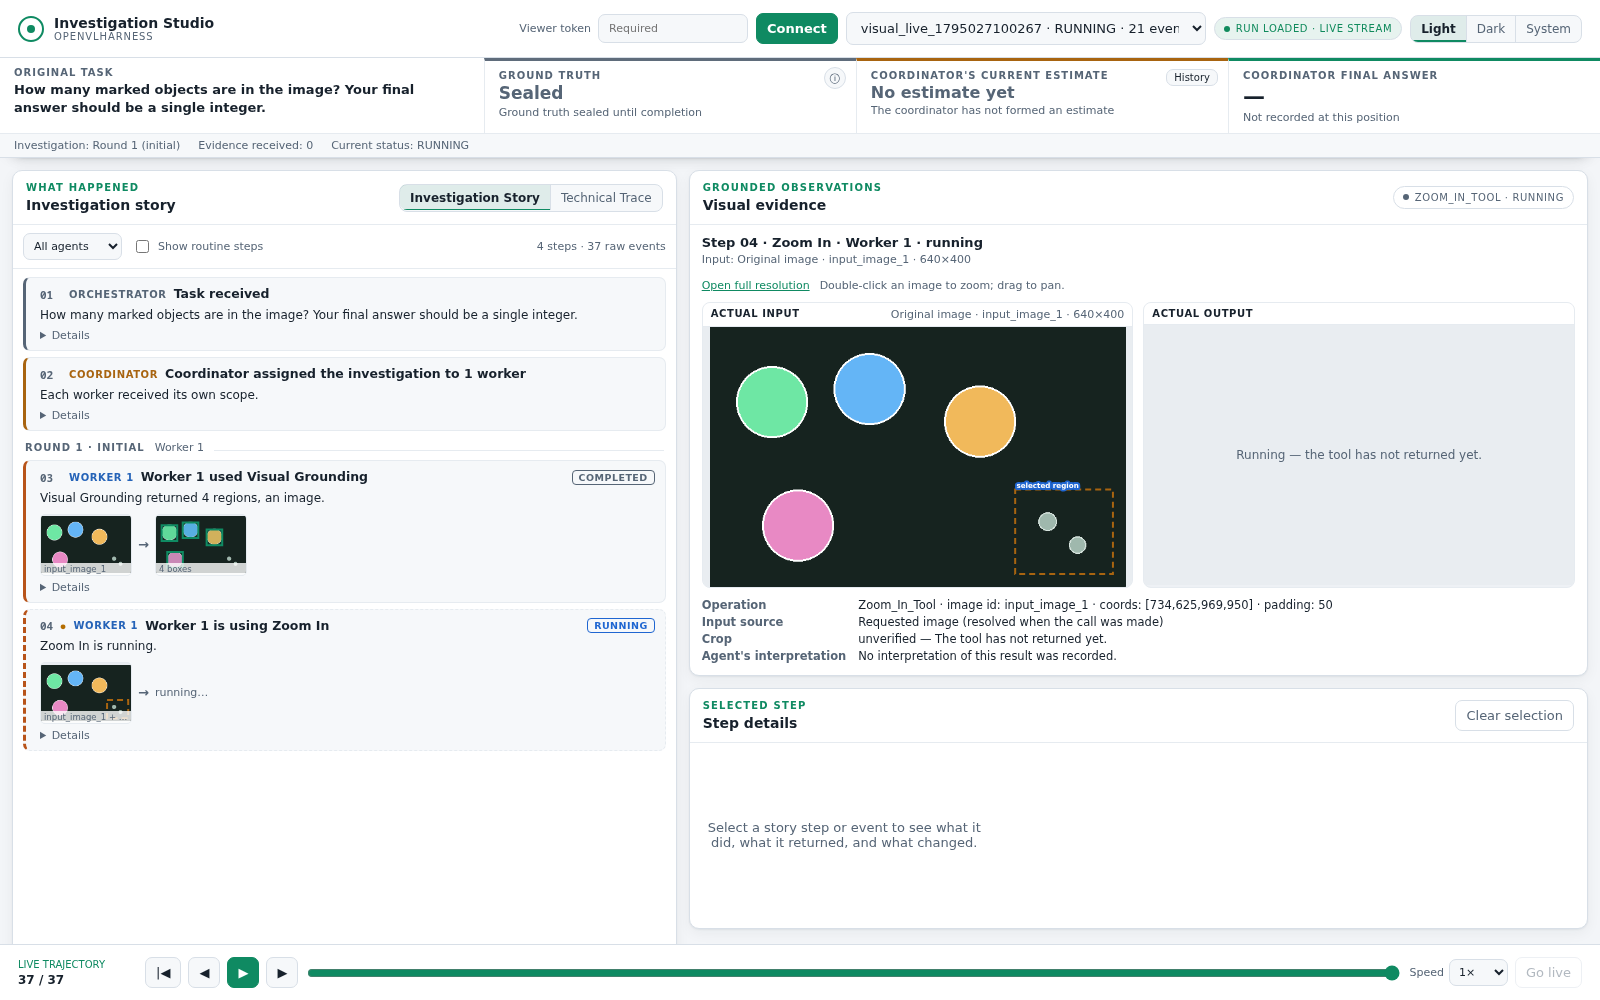 Investigation Studio
OPENVLHARNESS
Viewer token
Required
Connect
visual_live_1795027100267 · RUNNING · 21 even
RUN LOADED · LIVE STREAM
Light
Dark
System
ORIGINAL TASK
How many marked objects are in the image? Your final
answer should be a single integer.
GROUND TRUTH
Sealed
Ground truth sealed until completion
COORDINATOR'S CURRENT ESTIMATE
History
No estimate yet
The coordinator has not formed an estimate
COORDINATOR FINAL ANSWER
—
Not recorded at this position
Investigation: Round 1 (initial)
Evidence received: 0
Current status: RUNNING
WHAT HAPPENED
Investigation story
Investigation Story
Technical Trace
All agents
Show routine steps
4 steps · 37 raw events
01 ORCHESTRATOR Task received
How many marked objects are in the image? Your final answer should be a single integer.
Details
02 COORDINATOR Coordinator assigned the investigation to 1 worker
Each worker received its own scope.
Details
ROUND 1 · INITIAL Worker 1
03 WORKER 1 Worker 1 used Visual Grounding
COMPLETED
Visual Grounding returned 4 regions, an image.
input_image_1
→
4 boxes
Details
04 WORKER 1 Worker 1 is using Zoom In
RUNNING
Zoom In is running.
input_image_1 + ...
→ running…
Details
GROUNDED OBSERVATIONS
Visual evidence
ZOOM_IN_TOOL · RUNNING
Step 04 · Zoom In · Worker 1 · running
Input: Original image · input_image_1 · 640×400
Open full resolution
Double-click an image to zoom; drag to pan.
ACTUAL INPUT
Original image · input_image_1 · 640×400
selected region
ACTUAL OUTPUT
Running — the tool has not returned yet.
Operation Zoom_In_Tool · image id: input_image_1 · coords: [734,625,969,950] · padding: 50
Input source Requested image (resolved when the call was made)
Crop unverified — The tool has not returned yet.
Agent's interpretation No interpretation of this result was recorded.
SELECTED STEP
Step details
Clear selection
Select a story step or event to see what it
did, what it returned, and what changed.
LIVE TRAJECTORY
37 / 37
Speed
1×
Go live